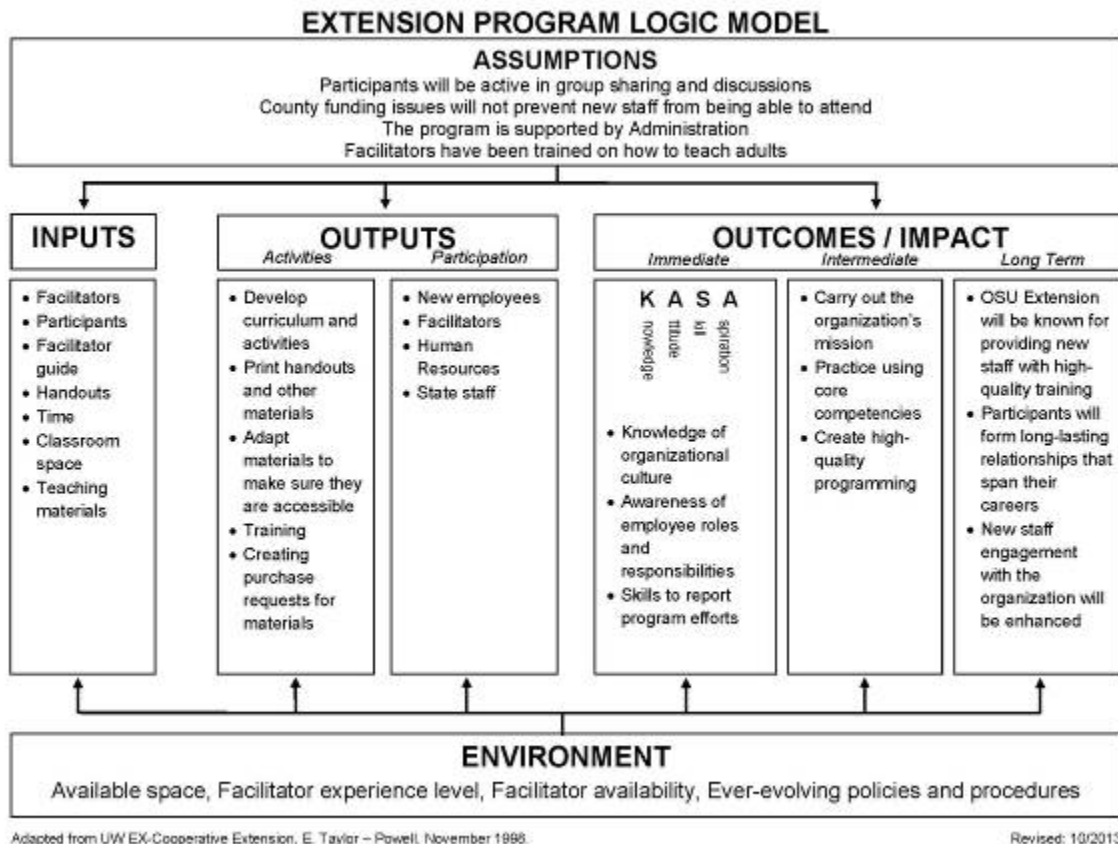 EXTENSION PROGRAM LOGIC MODEL
ASSUMPTIONS
Participants will be active in group sharing and discussions
County funding issues will not prevent new staff from being able to attend
The program is supported by Administration
Facilitators have been trained on how to teach adults
INPUTS
• Facilitators
• Participants
• Facilitator
guide
• Handouts
• Time
• Classroom
space
• Teaching
materials
OUTPUTS
Activities
• Develop
curriculum and
activities
• Print handouts
and other
materials
• Adapt
materials to
make sure they
are accessible
• Training
• Creating
purchase
requests for
materials
Participation
• New employees
• Facilitators
• Human
Resources
• State staff
OUTCOMES / IMPACT
Immediate
K A S A
nowledge
ttitude
kill
spiration
• Knowledge of
organizational
culture
• Awareness of
employee roles
and
responsibilities
• Skills to report
program efforts
Intermediate
• Carry out the
organization's
mission
• Practice using
core
competencies
• Create high-
quality
programming
Long Term
• OSU Extension
will be known for
providing new
staff with high-
quality training
• Participants will
form long-lasting
relationships that
span their
careers
• New staff
engagement
with the
organization will
be enhanced
ENVIRONMENT
Available space, Facilitator experience level, Facilitator availability, Ever-evolving policies and procedures
Adapted from UW EX-Cooperative Extension, E. Taylor – Powell, November 1998.
Revised: 10/2013